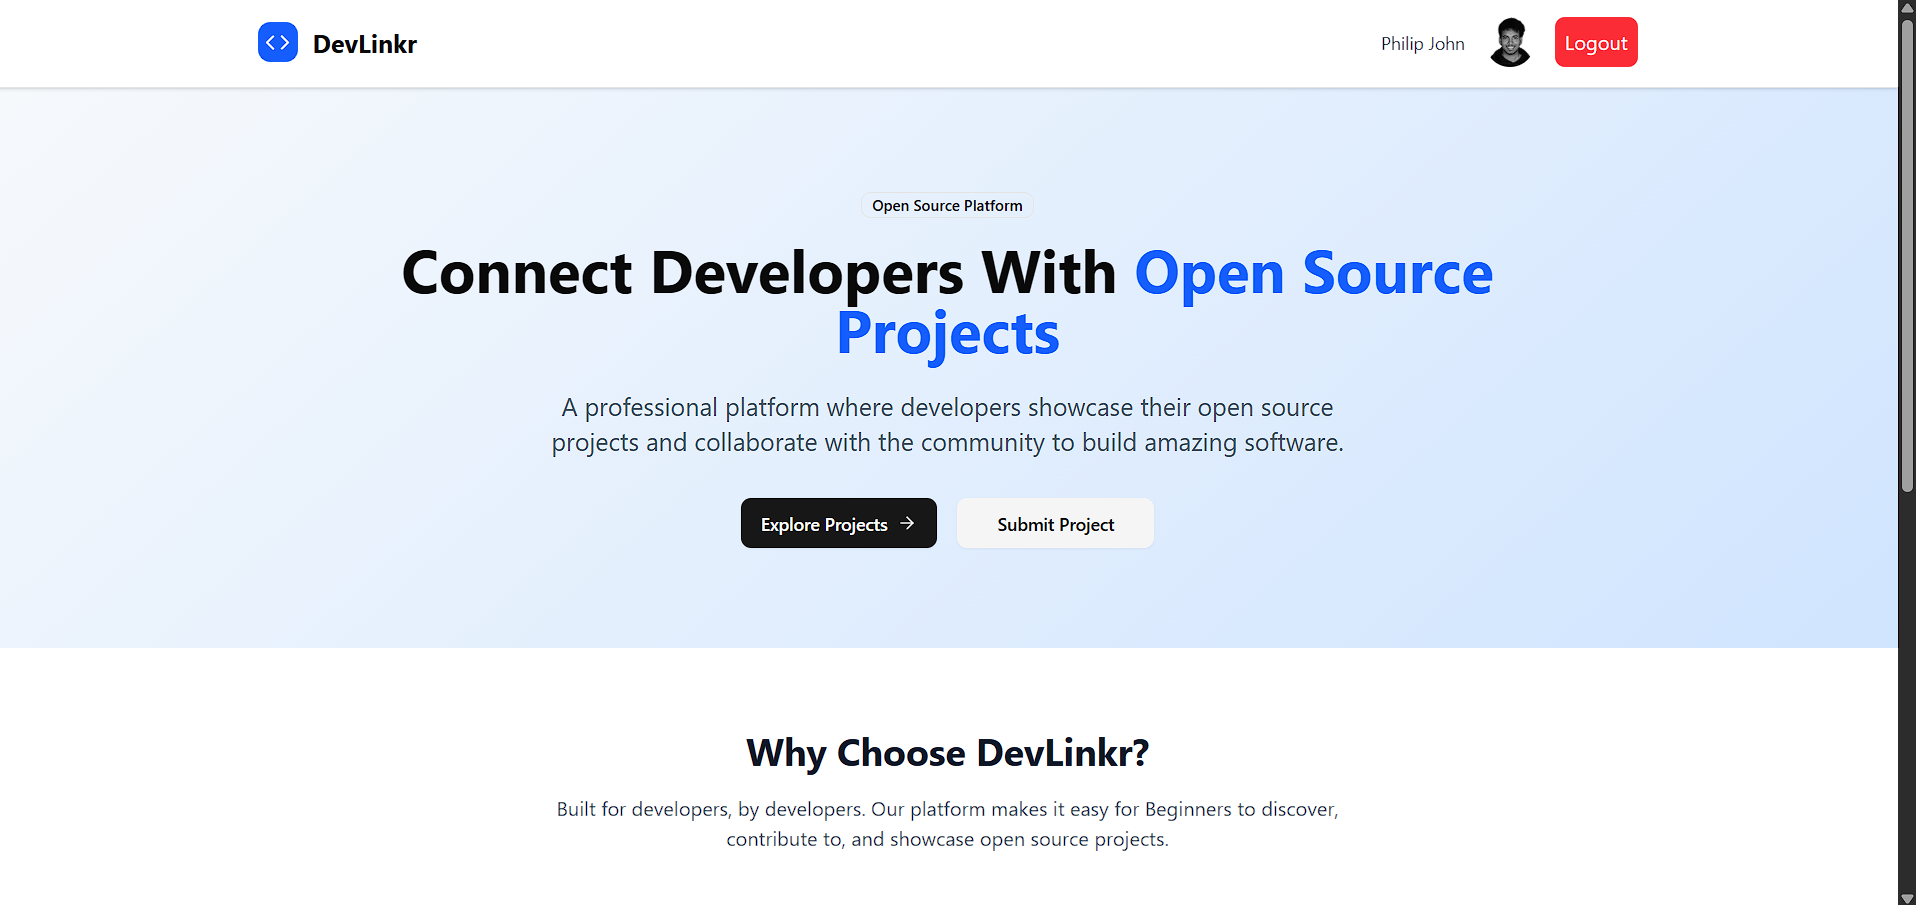 DevLinkr
Philip John
Logout
Open Source Platform
Connect Developers With Open Source
Projects
A professional platform where developers showcase their open source
projects and collaborate with the community to build amazing software.
Explore Projects →
Submit Project
Why Choose DevLinkr?
Built for developers, by developers. Our platform makes it easy for Beginners to discover,
contribute to, and showcase open source projects.